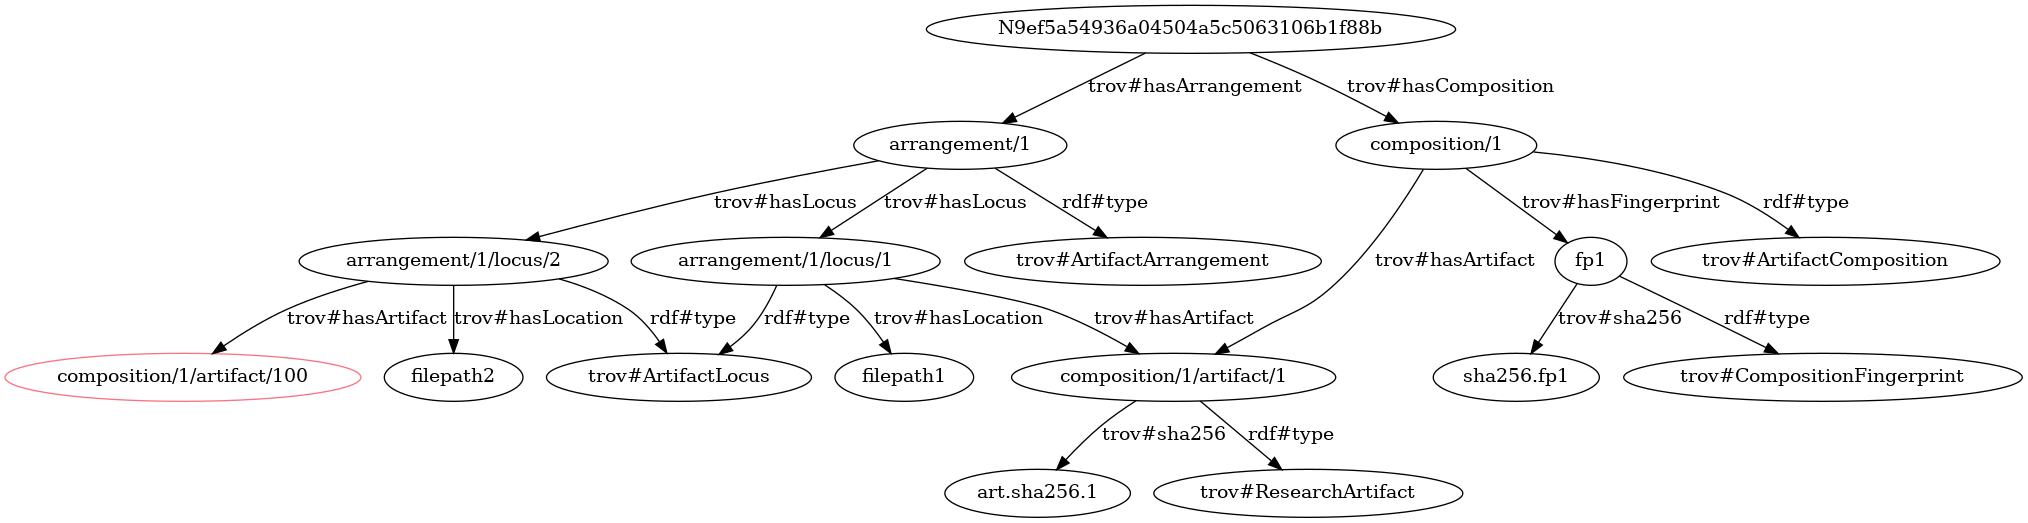 N9ef5a54936a04504a5c5063106b1f88b
trov#hasArrangement
trov#hasComposition
arrangement/1
composition/1
trov#hasLocus
trov#hasLocus
rdf#type
trov#hasArtifact
trov#hasFingerprint
rdf#type
arrangement/1/locus/2
arrangement/1/locus/1
trov#ArtifactArrangement
fp1
trov#ArtifactComposition
trov#hasArtifact
trov#hasLocation
rdf#type
rdf#type
trov#hasLocation
trov#hasArtifact
trov#sha256
rdf#type
composition/1/artifact/100
filepath2
trov#ArtifactLocus
filepath1
composition/1/artifact/1
sha256.fp1
trov#CompositionFingerprint
trov#sha256
rdf#type
art.sha256.1
trov#ResearchArtifact